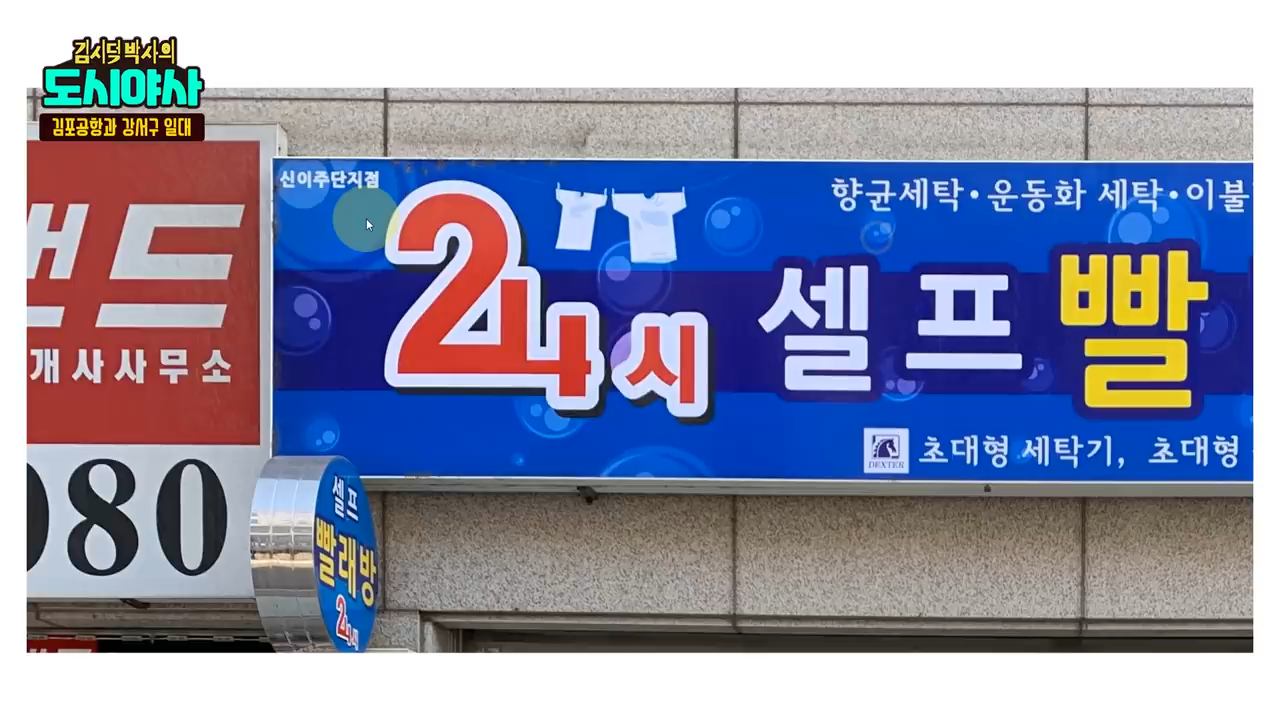 김시덕 박사의
도시야사
김포공항과 강서구 일대
신이주단지점
24시 셀프 빨
향균세탁·운동화 세탁·이불
DEXTER
초대형 세탁기, 초대형
랜드
개사사무소
080
셀프
빨래방
24시